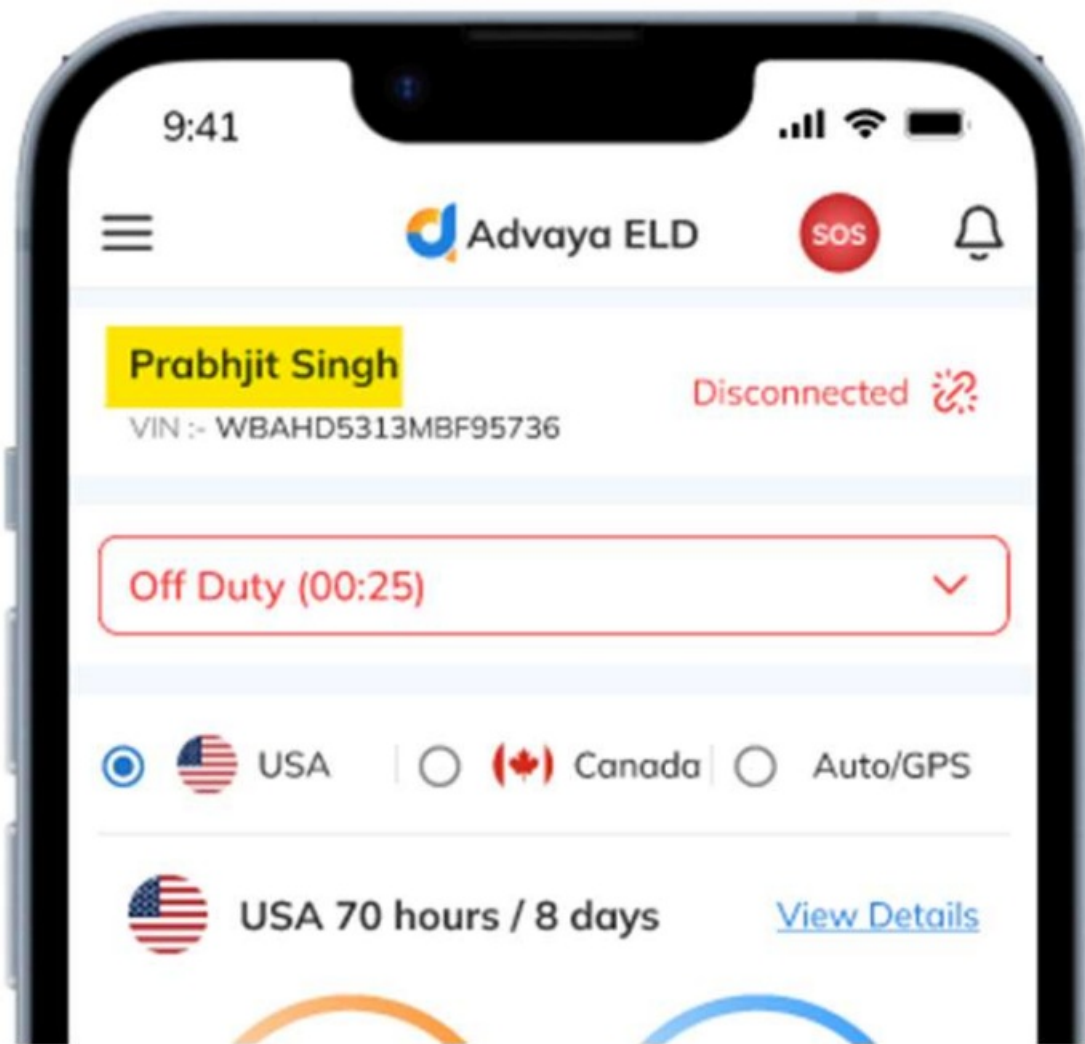 9:41
Advaya ELD SOS
Prabhjit Singh
Disconnected
VIN :- WBAHD5313MBF95736
Off Duty (00:25)
USA Canada Auto/GPS
USA 70 hours / 8 days View Details